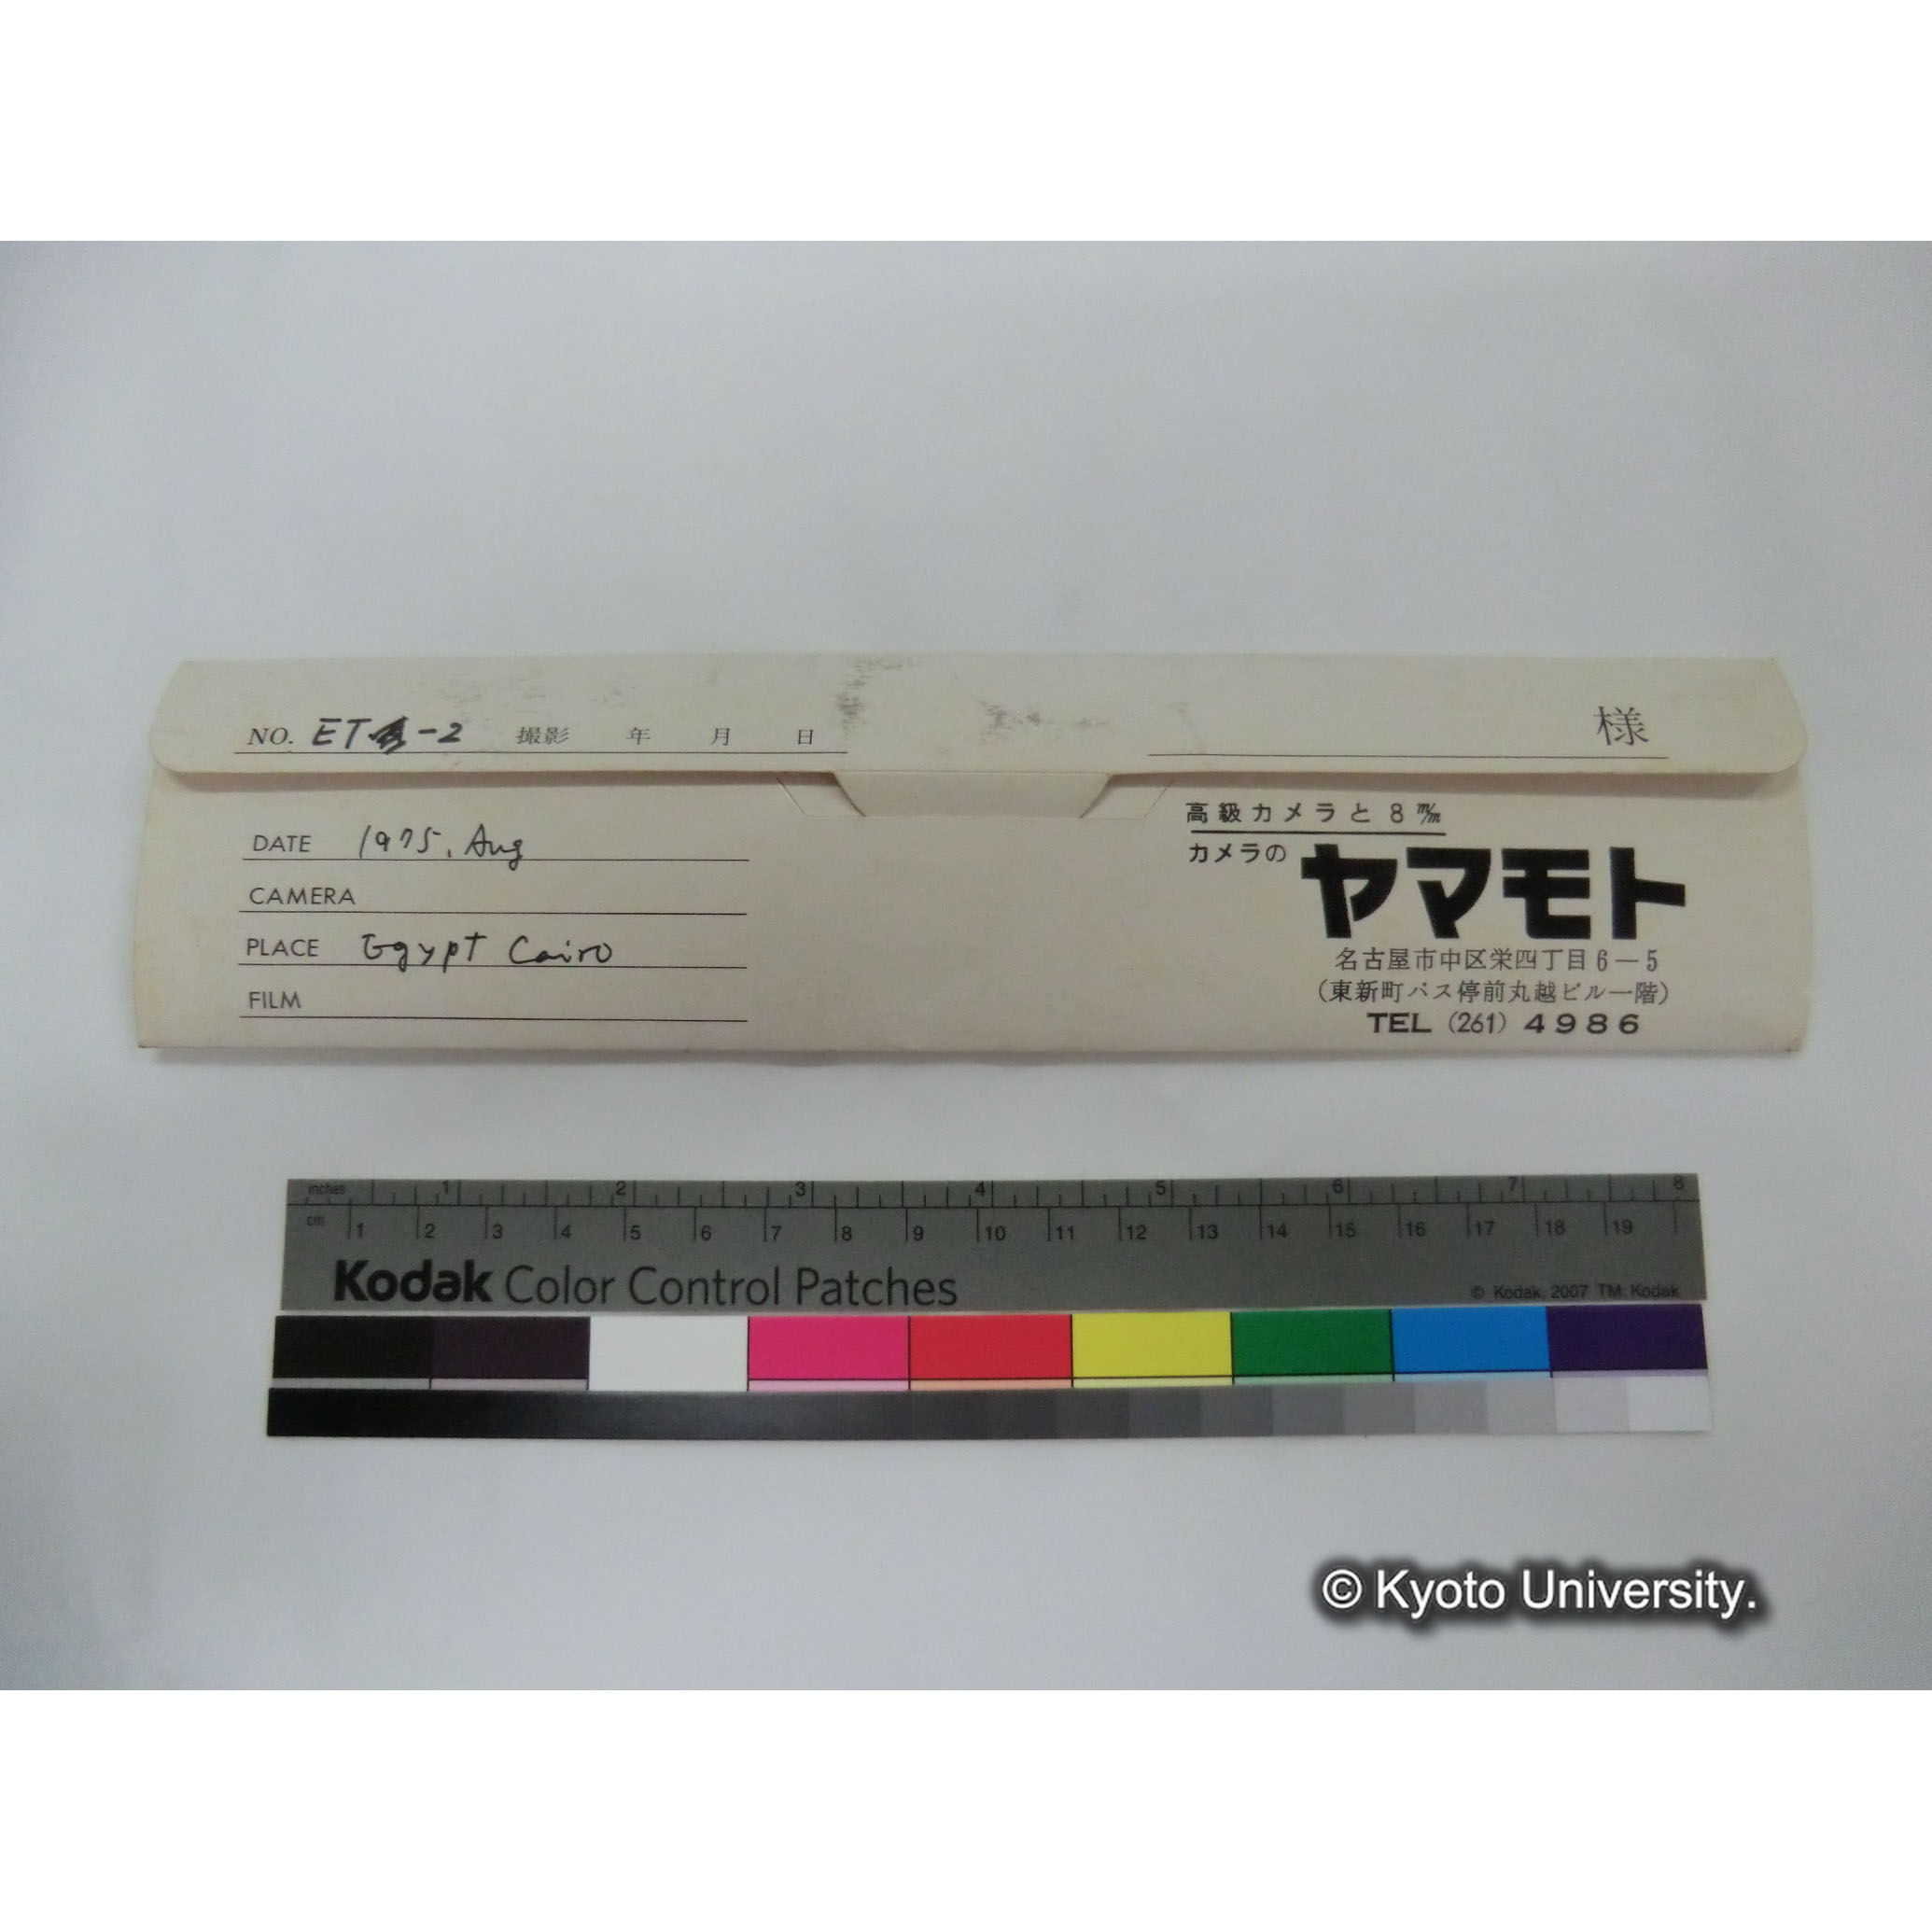 NO. ET -2 撮影 年 月 日
様
DATE 1975. Aug
CAMERA
PLACE Egypt Cairo
FILM
高級カメラと8m/m
カメラの ヤマモト
名古屋市中区栄四丁目6-5
(東新町バス停前丸越ビル一階)
TEL (261) 4986
inches 1 2 3 4 5 6 7 8
cm 1 2 3 4 5 6 7 8 9 10 11 12 13 14 15 16 17 18 19
Kodak Color Control Patches
© Kodak, 2007 TM: Kodak
© Kyoto University.